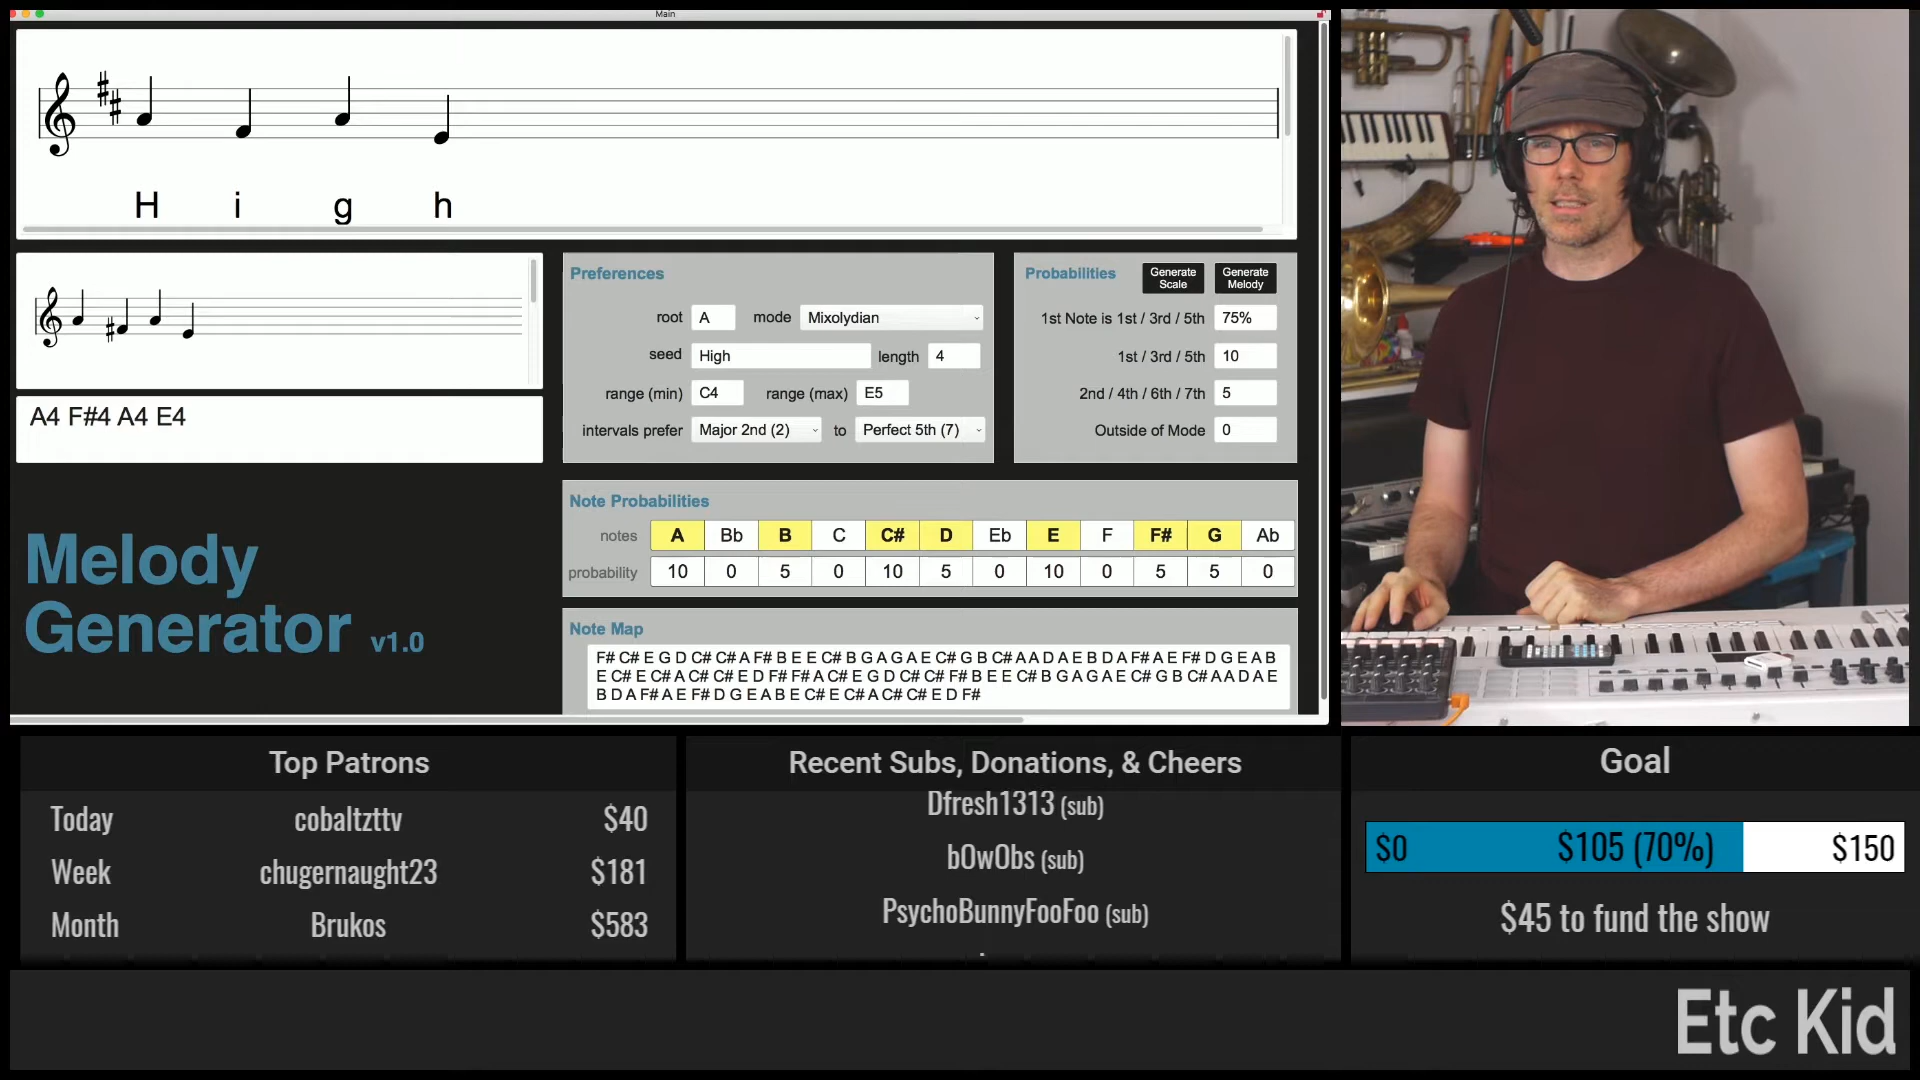 Main
H i g h
A4 F#4 A4 E4
Melody
Generator v1.0
Preferences
root A mode Mixolydian
seed High length 4
range (min) C4 range (max) E5
intervals prefer Major 2nd (2) to Perfect 5th (7)
Probabilities
Generate Scale
Generate Melody
1st Note is 1st / 3rd / 5th 75%
1st / 3rd / 5th 10
2nd / 4th / 6th / 7th 5
Outside of Mode 0
Note Probabilities
notes A Bb B C C# D Eb E F F# G Ab
probability 10 0 5 0 10 5 0 10 0 5 5 0
Note Map
F# C# E G D C# C# A F# B E E C# B G A G A E C# G B C# A A D A E B D A F# A E F# D G E A B
E C# E C# A C# C# E D F# F# A C# E G D C# C# F# B E E C# B G A G A E C# G B C# A A D A E
B D A F# A E F# D G E A B E C# E C# A C# C# E D F#
Top Patrons
Today cobaltzttv $40
Week chugernaught23 $181
Month Brukos $583
Recent Subs, Donations, & Cheers
Dfresh1313 (sub)
b0w0bs (sub)
PsychoBunnyFooFoo (sub)
Goal
$0 $105 (70%) $150
$45 to fund the show
Etc Kid